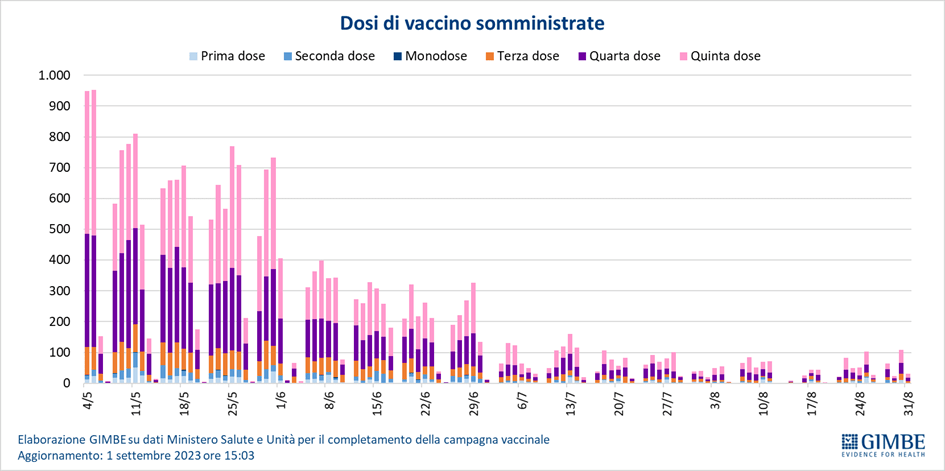 Dosi di vaccino somministrate
Prima dose Seconda dose Monodose Terza dose Quarta dose Quinta dose
1.000
900
800
700
600
500
400
300
200
100
0
4/5 11/5 18/5 25/5 1/6 8/6 15/6 22/6 29/6 6/7 13/7 20/7 27/7 3/8 10/8 17/8 24/8 31/8
Elaborazione GIMBE su dati Ministero Salute e Unità per il completamento della campagna vaccinale
Aggiornamento: 1 settembre 2023 ore 15:03
GIMBE
EVIDENCE FOR HEALTH